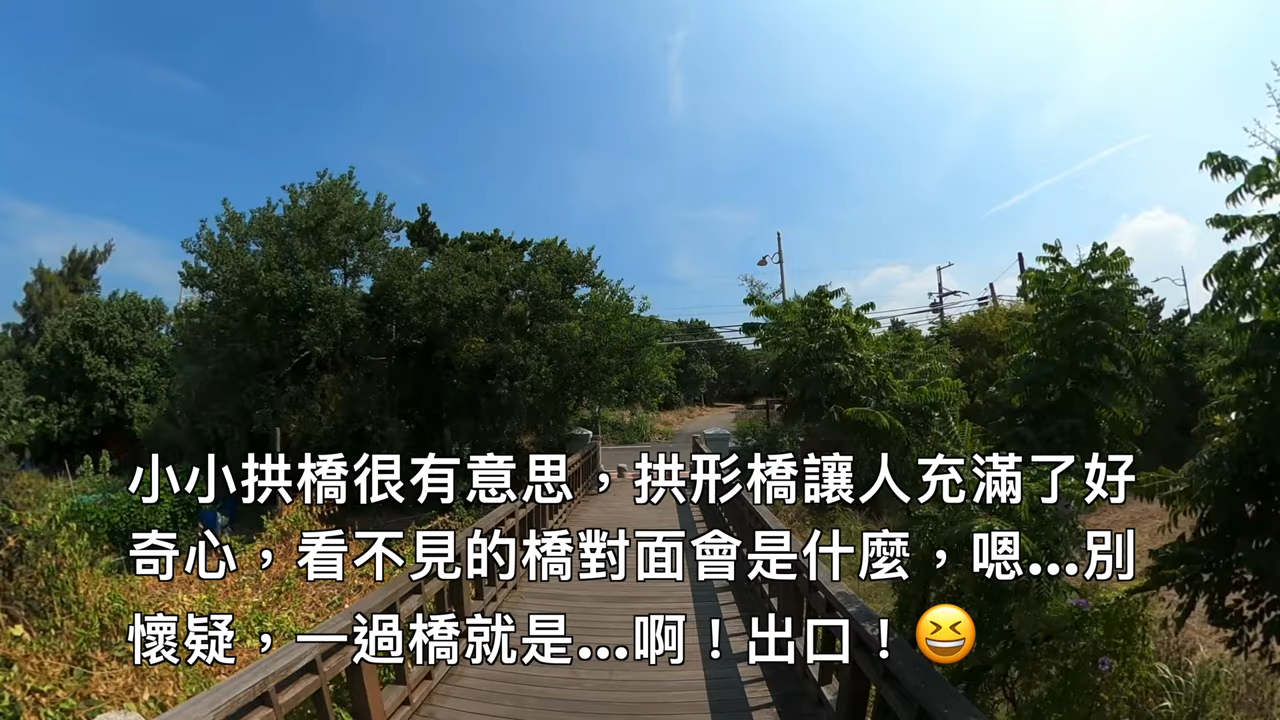 小小拱橋很有意思，拱形橋讓人充滿了好
奇心，看不見的橋對面會是什麼，嗯...別
懷疑，一過橋就是...啊！出口！😆